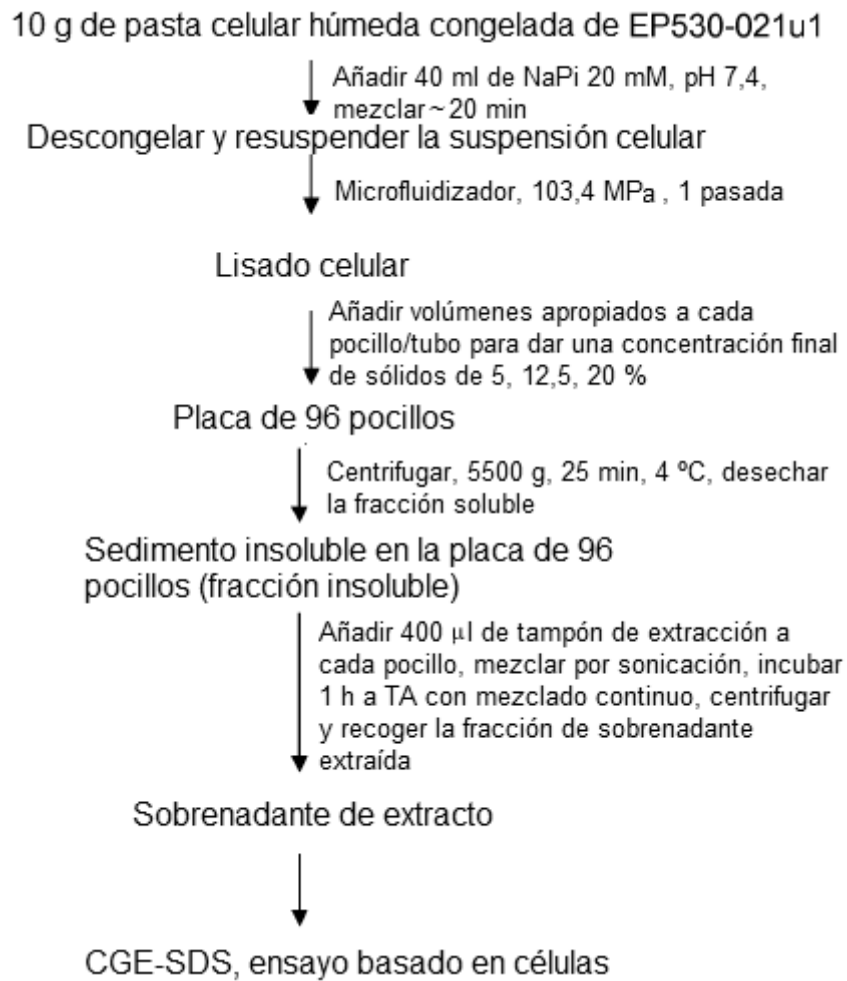 10 g de pasta celular húmeda congelada de EP530-021u1
Añadir 40 ml de NaPi 20 mM, pH 7,4,
mezclar ~ 20 min
Descongelar y resuspender la suspensión celular
Microfluidizador, 103,4 MPa , 1 pasada
Lisado celular
Añadir volúmenes apropiados a cada
pocillo/tubo para dar una concentración final
de sólidos de 5, 12,5, 20 %
Placa de 96 pocillos
Centrifugar, 5500 g, 25 min, 4 ºC, desechar
la fracción soluble
Sedimento insoluble en la placa de 96
pocillos (fracción insoluble)
Añadir 400 μl de tampón de extracción a
cada pocillo, mezclar por sonicación, incubar
1 h a TA con mezclado continuo, centrifugar
y recoger la fracción de sobrenadante
extraída
Sobrenadante de extracto
CGE-SDS, ensayo basado en células